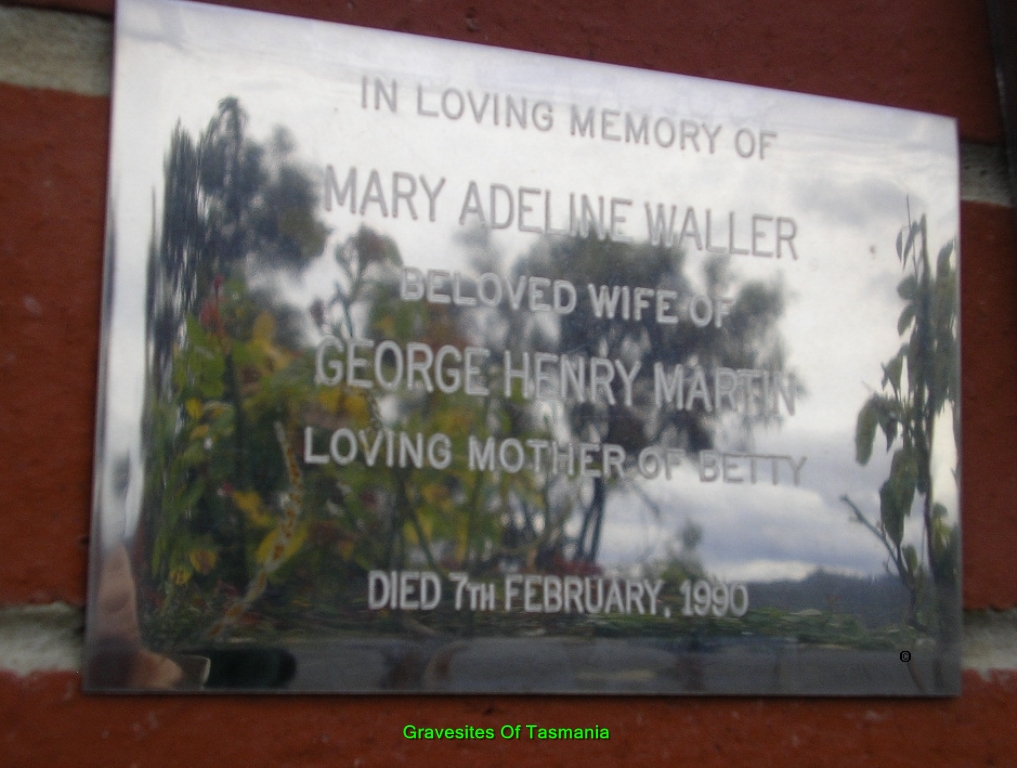 IN LOVING MEMORY OF
MARY ADELINE WALLER
BELOVED WIFE OF
GEORGE HENRY MARTIN
LOVING MOTHER OF BETTY
DIED 7TH FEBRUARY, 1990
©
Gravesites Of Tasmania